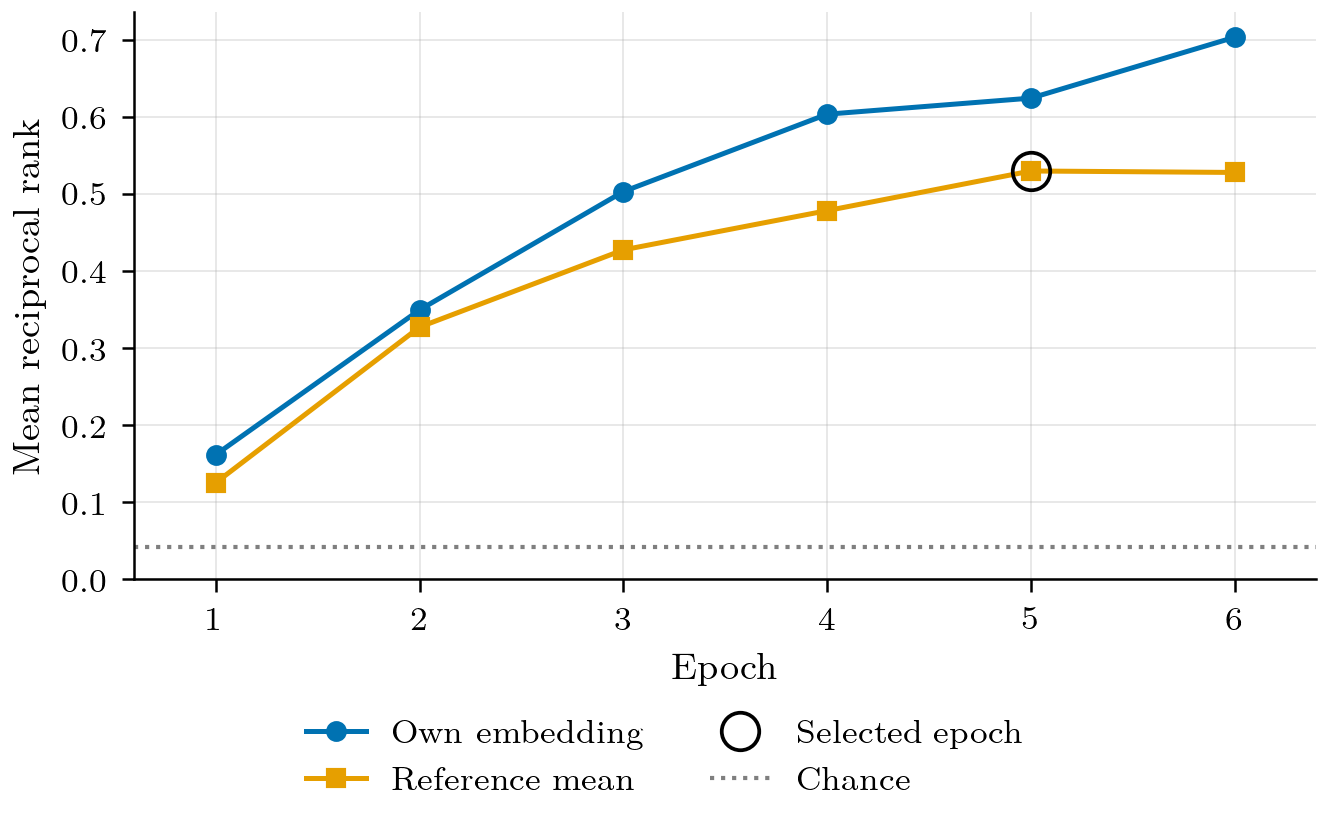 Mean reciprocal rank
0.7
0.6
0.5
0.4
0.3
0.2
0.1
0.0
1 2 3 4 5 6
Epoch
Own embedding
Reference mean
Selected epoch
Chance